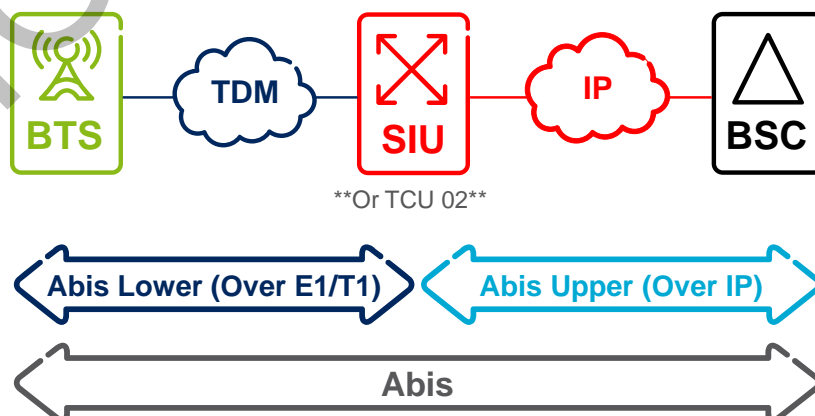 TDM
IP
BTS
SIU
BSC
**Or TCU 02**
Abis Lower (Over E1/T1)
Abis Upper (Over IP)
Abis